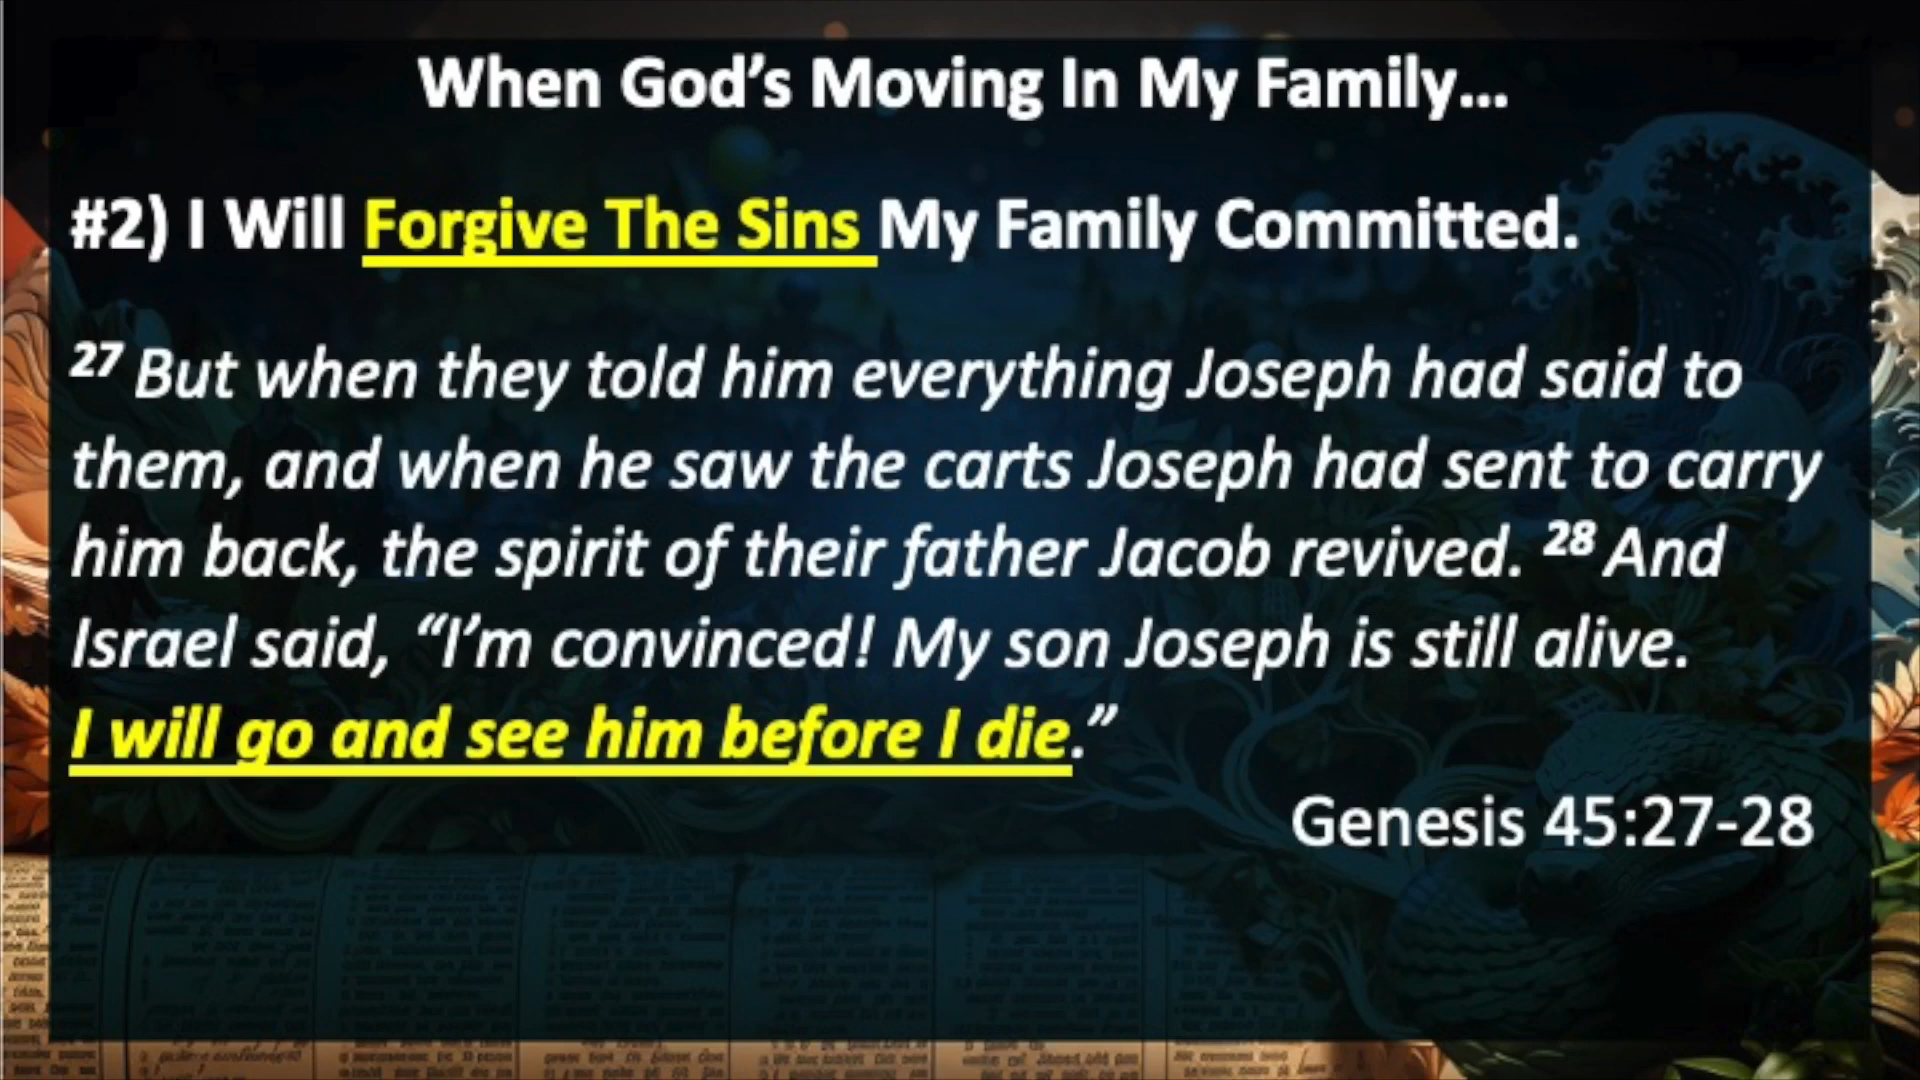 When God’s Moving In My Family...
#2) I Will Forgive The Sins My Family Committed.
27 But when they told him everything Joseph had said to
them, and when he saw the carts Joseph had sent to carry
him back, the spirit of their father Jacob revived. 28 And
Israel said, “I’m convinced! My son Joseph is still alive.
I will go and see him before I die.”
Genesis 45:27-28